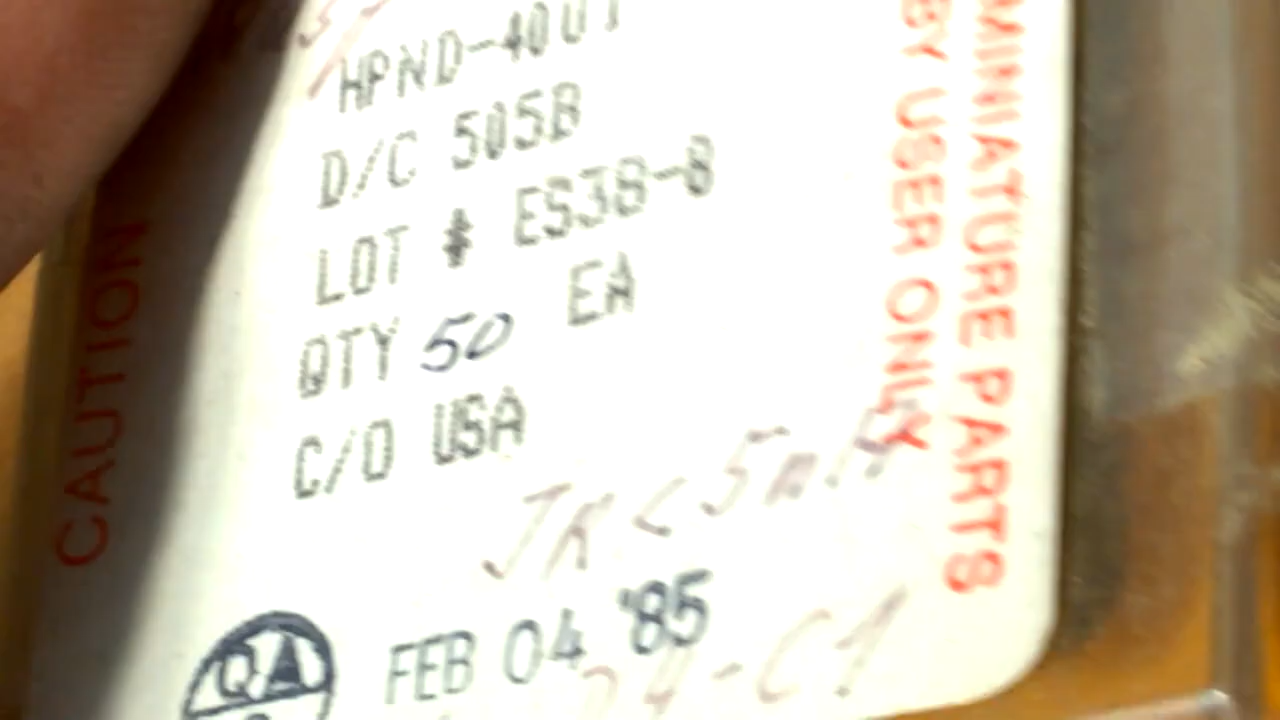 HPND-4001
D/C 505B
LOT # ES38-8
QTY 50 EA
C/O USA
FEB 04 '85
QA
CAUTION
MINIATURE PARTS
BY USER ONLY